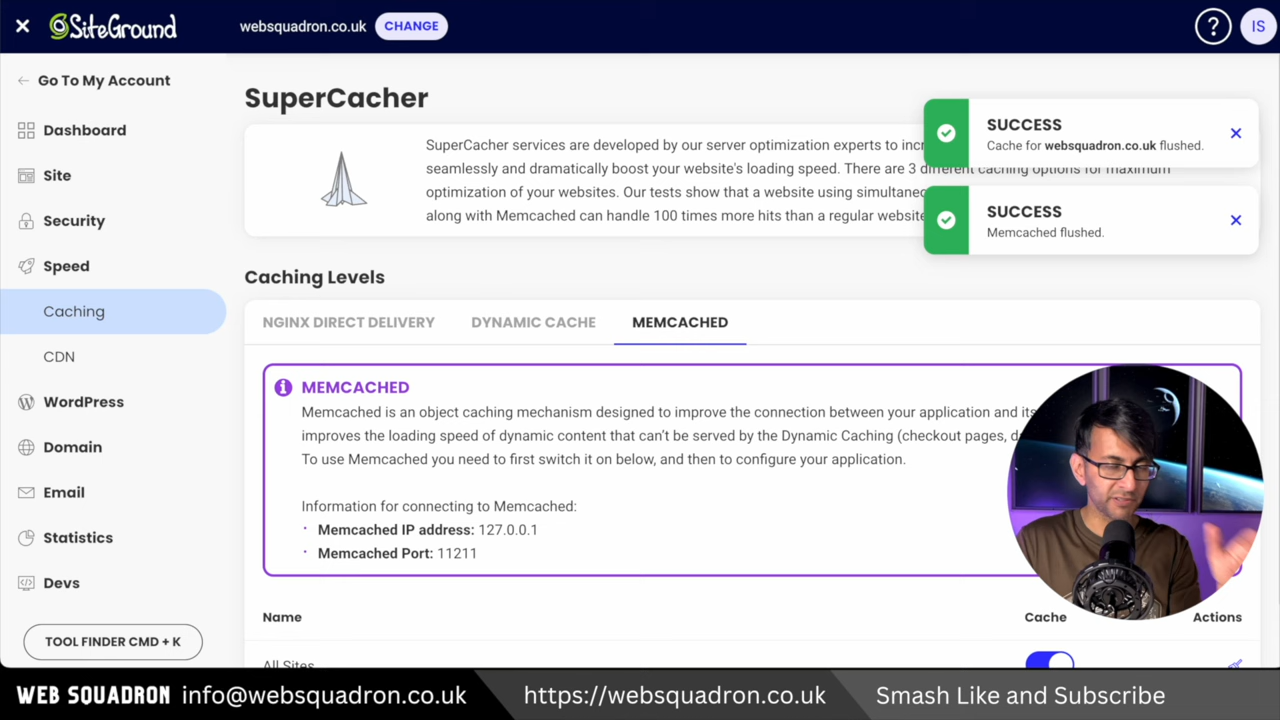 SiteGround
websquadron.co.uk CHANGE
?
IS
Go To My Account
Dashboard
Site
Security
Speed
Caching
CDN
WordPress
Domain
Email
Statistics
Devs
TOOL FINDER CMD + K
SuperCacher
SuperCacher services are developed by our server optimization experts to incr
seamlessly and dramatically boost your website's loading speed. There are 3 different caching options for maximum
optimization of your websites. Our tests show that a website using simultane
along with Memcached can handle 100 times more hits than a regular website
SUCCESS
Cache for websquadron.co.uk flushed.
SUCCESS
Memcached flushed.
Caching Levels
NGINX DIRECT DELIVERY DYNAMIC CACHE MEMCACHED
MEMCACHED
Memcached is an object caching mechanism designed to improve the connection between your application and its
improves the loading speed of dynamic content that can't be served by the Dynamic Caching (checkout pages, d
To use Memcached you need to first switch it on below, and then to configure your application.
Information for connecting to Memcached:
Memcached IP address: 127.0.0.1
Memcached Port: 11211
Name Cache Actions
All Sites
WEB SQUADRON info@websquadron.co.uk https://websquadron.co.uk Smash Like and Subscribe